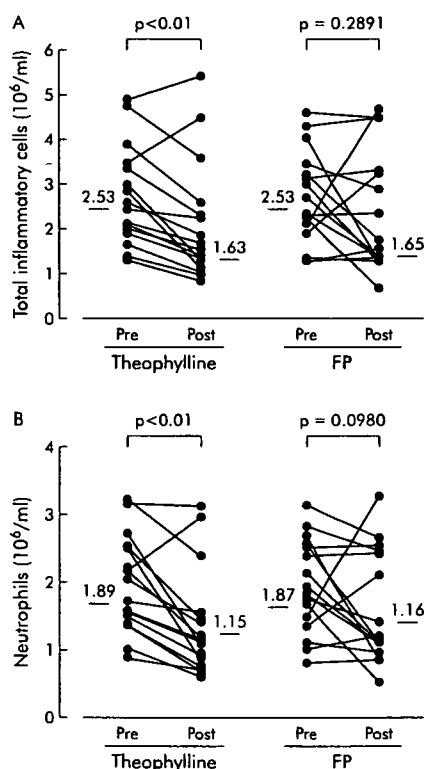 A
p<0.01 p = 0.2891
Total inflammatory cells (10⁶/ml)
6
5
4
3
2
1
0
2.53
1.63
2.53
1.65
Pre Post Pre Post
Theophylline FP
B
p<0.01 p = 0.0980
Neutrophils (10⁶/ml)
4
3
2
1
0
1.89
1.15
1.87
1.16
Pre Post Pre Post
Theophylline FP